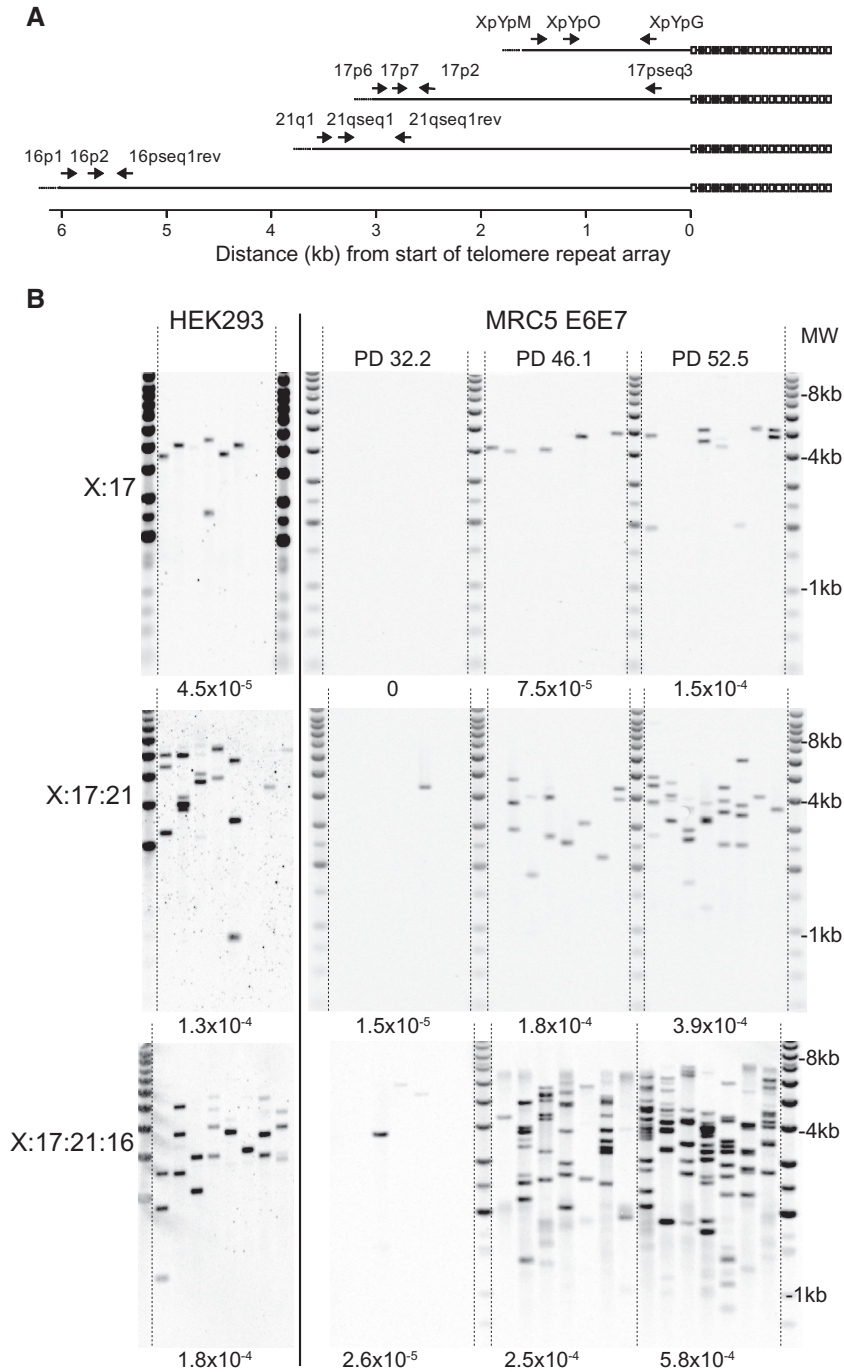 A
XpYpM XpYpO XpYpG
17p6 17p7 17p2 17pseq3
21q1 21qseq1 21qseq1rev
16p1 16p2 16pseq1rev
6 5 4 3 2 1 0
Distance (kb) from start of telomere repeat array
B
HEK293 MRC5 E6E7
MW
PD 32.2 PD 46.1 PD 52.5
-8kb
-4kb
X:17
-1kb
4.5x10⁻⁵ 0 7.5x10⁻⁵ 1.5x10⁻⁴
-8kb
X:17:21 -4kb
-1kb
1.3x10⁻⁴ 1.5x10⁻⁵ 1.8x10⁻⁴ 3.9x10⁻⁴
-8kb
X:17:21:16 -4kb
-1kb
1.8x10⁻⁴ 2.6x10⁻⁵ 2.5x10⁻⁴ 5.8x10⁻⁴